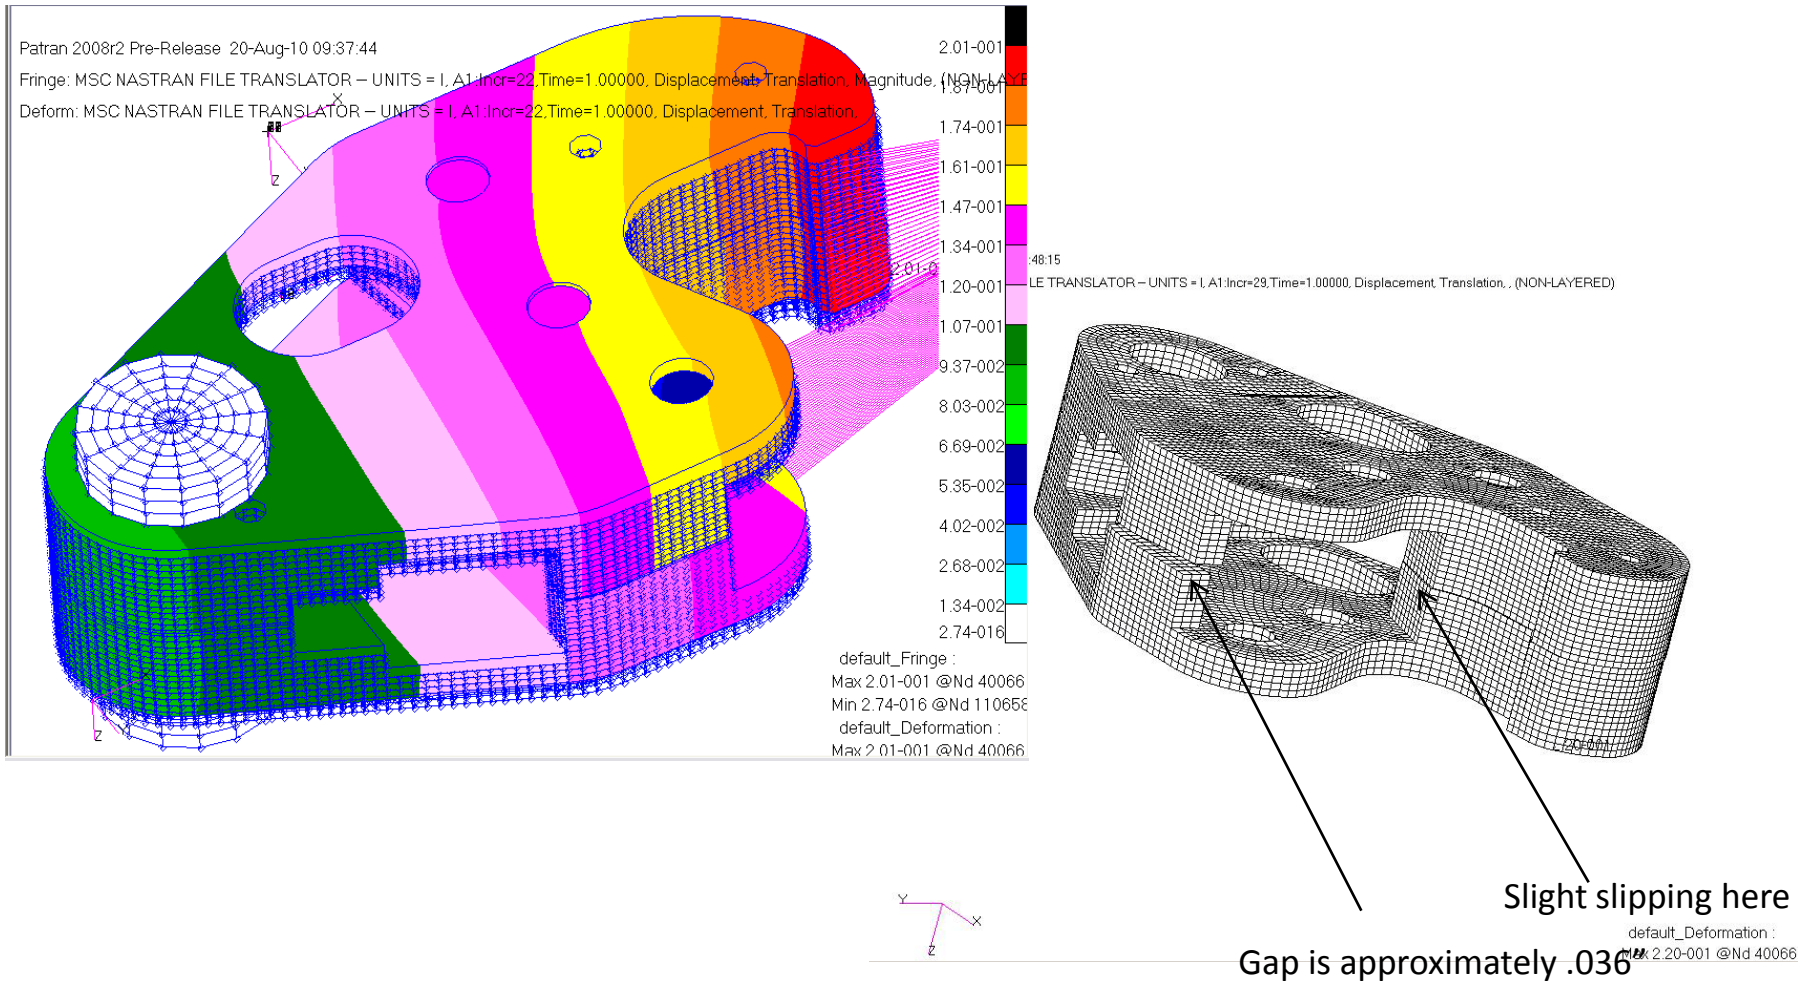 Patran 2008r2 Pre-Release 20-Aug-10 09:37:44
Fringe: MSC NASTRAN FILE TRANSLATOR – UNITS = I, A1:Incr=22,Time=1.00000, Displacement, Translation, Magnitude, (NON-LAYE
Deform: MSC NASTRAN FILE TRANSLATOR – UNITS = I, A1:Incr=22,Time=1.00000, Displacement, Translation,
X
Z
2.01-001
1.87-001
1.74-001
1.61-001
1.47-001
1.34-001
1.20-001
1.07-001
9.37-002
8.03-002
6.69-002
5.35-002
4.02-002
2.68-002
1.34-002
2.74-016
2.01-0
default_Fringe :
Max 2.01-001 @Nd 40066
Min 2.74-016 @Nd 110658
default_Deformation :
Max 2.01-001 @Nd 40066
Z
:48:15
LE TRANSLATOR – UNITS = I, A1:Incr=29,Time=1.00000, Displacement, Translation, , (NON-LAYERED)
Y
X
Z
Slight slipping here
default_Deformation :
Max 2.20-001 @Nd 40066
Gap is approximately .036"